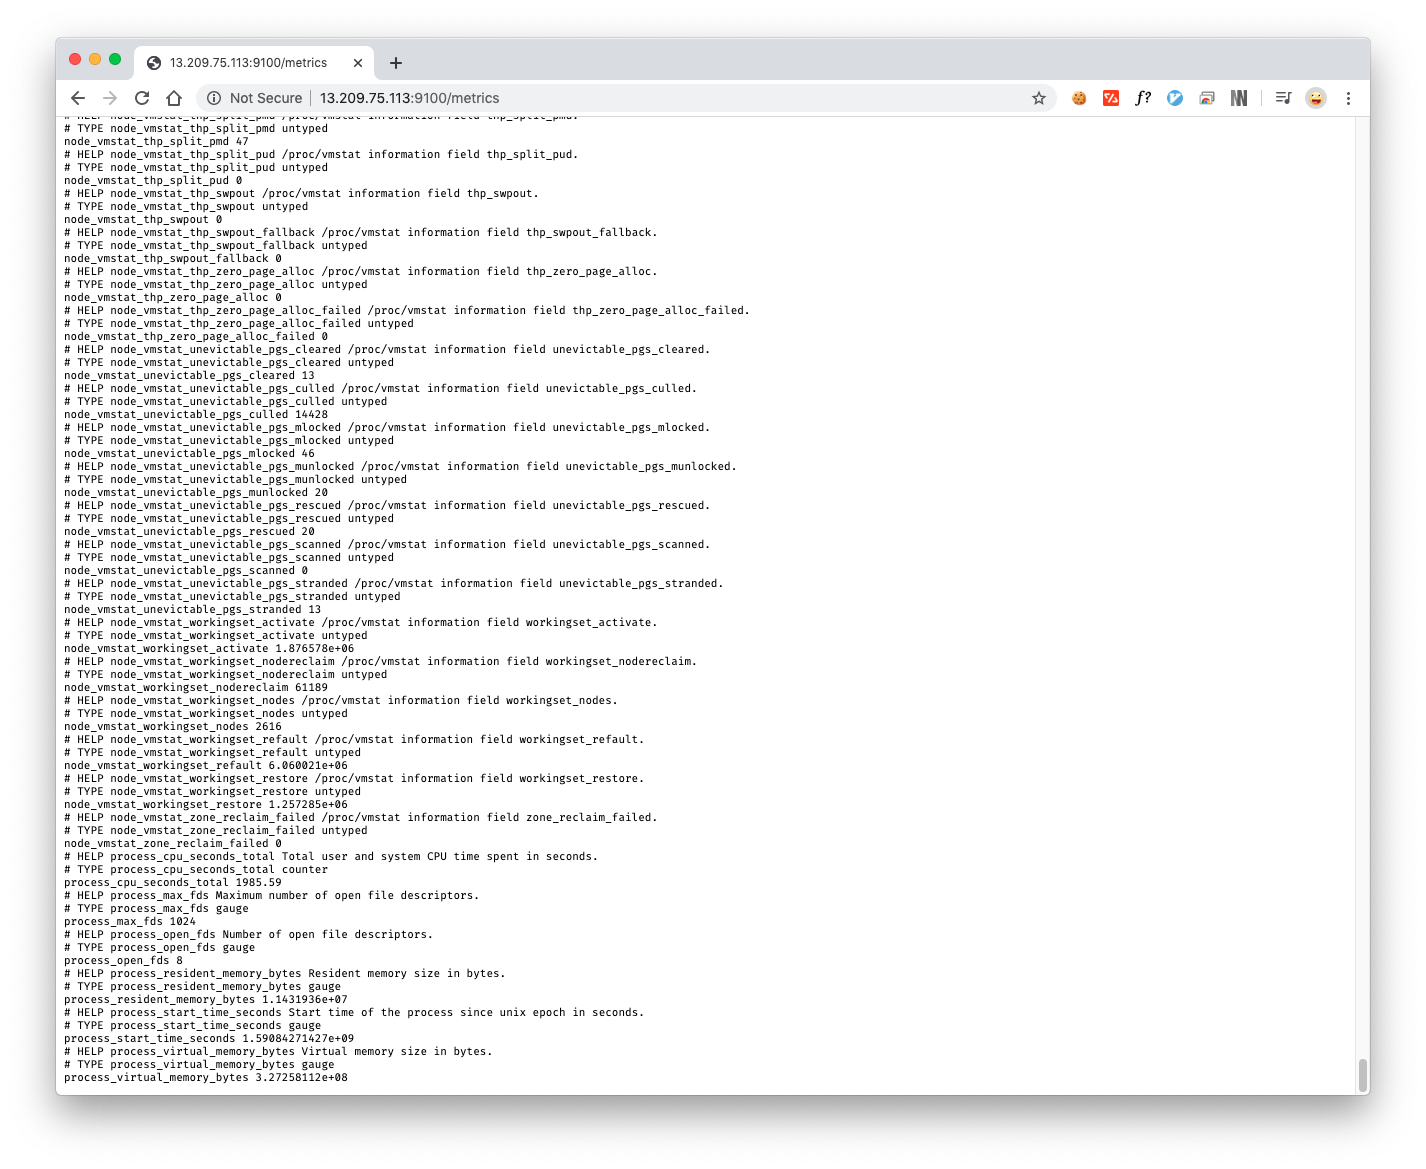 13.209.75.113:9100/metrics
Not Secure
13.209.75.113:9100/metrics
f?
# HELP node_vmstat_thp_split_pmd /proc/vmstat information field thp_split_pmd.
# TYPE node_vmstat_thp_split_pmd untyped
node_vmstat_thp_split_pmd 47
# HELP node_vmstat_thp_split_pud /proc/vmstat information field thp_split_pud.
# TYPE node_vmstat_thp_split_pud untyped
node_vmstat_thp_split_pud 0
# HELP node_vmstat_thp_swpout /proc/vmstat information field thp_swpout.
# TYPE node_vmstat_thp_swpout untyped
node_vmstat_thp_swpout 0
# HELP node_vmstat_thp_swpout_fallback /proc/vmstat information field thp_swpout_fallback.
# TYPE node_vmstat_thp_swpout_fallback untyped
node_vmstat_thp_swpout_fallback 0
# HELP node_vmstat_thp_zero_page_alloc /proc/vmstat information field thp_zero_page_alloc.
# TYPE node_vmstat_thp_zero_page_alloc untyped
node_vmstat_thp_zero_page_alloc 0
# HELP node_vmstat_thp_zero_page_alloc_failed /proc/vmstat information field thp_zero_page_alloc_failed.
# TYPE node_vmstat_thp_zero_page_alloc_failed untyped
node_vmstat_thp_zero_page_alloc_failed 0
# HELP node_vmstat_unevictable_pgs_cleared /proc/vmstat information field unevictable_pgs_cleared.
# TYPE node_vmstat_unevictable_pgs_cleared untyped
node_vmstat_unevictable_pgs_cleared 13
# HELP node_vmstat_unevictable_pgs_culled /proc/vmstat information field unevictable_pgs_culled.
# TYPE node_vmstat_unevictable_pgs_culled untyped
node_vmstat_unevictable_pgs_culled 14428
# HELP node_vmstat_unevictable_pgs_mlocked /proc/vmstat information field unevictable_pgs_mlocked.
# TYPE node_vmstat_unevictable_pgs_mlocked untyped
node_vmstat_unevictable_pgs_mlocked 46
# HELP node_vmstat_unevictable_pgs_munlocked /proc/vmstat information field unevictable_pgs_munlocked.
# TYPE node_vmstat_unevictable_pgs_munlocked untyped
node_vmstat_unevictable_pgs_munlocked 20
# HELP node_vmstat_unevictable_pgs_rescued /proc/vmstat information field unevictable_pgs_rescued.
# TYPE node_vmstat_unevictable_pgs_rescued untyped
node_vmstat_unevictable_pgs_rescued 20
# HELP node_vmstat_unevictable_pgs_scanned /proc/vmstat information field unevictable_pgs_scanned.
# TYPE node_vmstat_unevictable_pgs_scanned untyped
node_vmstat_unevictable_pgs_scanned 0
# HELP node_vmstat_unevictable_pgs_stranded /proc/vmstat information field unevictable_pgs_stranded.
# TYPE node_vmstat_unevictable_pgs_stranded untyped
node_vmstat_unevictable_pgs_stranded 13
# HELP node_vmstat_workingset_activate /proc/vmstat information field workingset_activate.
# TYPE node_vmstat_workingset_activate untyped
node_vmstat_workingset_activate 1.876578e+06
# HELP node_vmstat_workingset_nodereclaim /proc/vmstat information field workingset_nodereclaim.
# TYPE node_vmstat_workingset_nodereclaim untyped
node_vmstat_workingset_nodereclaim 61189
# HELP node_vmstat_workingset_nodes /proc/vmstat information field workingset_nodes.
# TYPE node_vmstat_workingset_nodes untyped
node_vmstat_workingset_nodes 2616
# HELP node_vmstat_workingset_refault /proc/vmstat information field workingset_refault.
# TYPE node_vmstat_workingset_refault untyped
node_vmstat_workingset_refault 6.060021e+06
# HELP node_vmstat_workingset_restore /proc/vmstat information field workingset_restore.
# TYPE node_vmstat_workingset_restore untyped
node_vmstat_workingset_restore 1.257285e+06
# HELP node_vmstat_zone_reclaim_failed /proc/vmstat information field zone_reclaim_failed.
# TYPE node_vmstat_zone_reclaim_failed untyped
node_vmstat_zone_reclaim_failed 0
# HELP process_cpu_seconds_total Total user and system CPU time spent in seconds.
# TYPE process_cpu_seconds_total counter
process_cpu_seconds_total 1985.59
# HELP process_max_fds Maximum number of open file descriptors.
# TYPE process_max_fds gauge
process_max_fds 1024
# HELP process_open_fds Number of open file descriptors.
# TYPE process_open_fds gauge
process_open_fds 8
# HELP process_resident_memory_bytes Resident memory size in bytes.
# TYPE process_resident_memory_bytes gauge
process_resident_memory_bytes 1.1431936e+07
# HELP process_start_time_seconds Start time of the process since unix epoch in seconds.
# TYPE process_start_time_seconds gauge
process_start_time_seconds 1.59084271427e+09
# HELP process_virtual_memory_bytes Virtual memory size in bytes.
# TYPE process_virtual_memory_bytes gauge
process_virtual_memory_bytes 3.27258112e+08